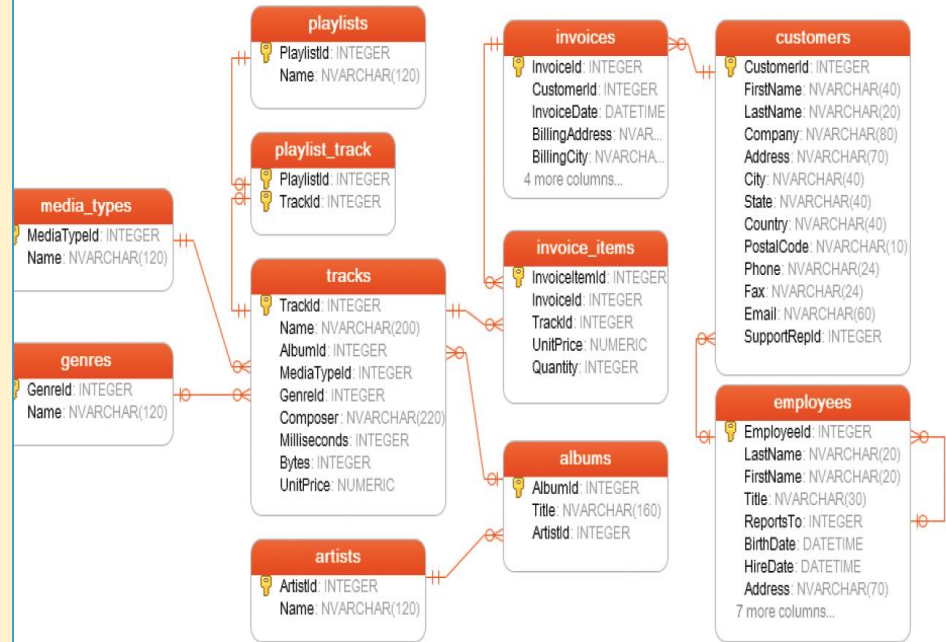 playlists
PlaylistId: INTEGER
Name: NVARCHAR(120)
playlist_track
PlaylistId: INTEGER
TrackId: INTEGER
media_types
MediaTypeId: INTEGER
Name: NVARCHAR(120)
genres
GenreId: INTEGER
Name: NVARCHAR(120)
tracks
TrackId: INTEGER
Name: NVARCHAR(200)
AlbumId: INTEGER
MediaTypeId: INTEGER
GenreId: INTEGER
Composer: NVARCHAR(220)
Milliseconds: INTEGER
Bytes: INTEGER
UnitPrice: NUMERIC
artists
ArtistId: INTEGER
Name: NVARCHAR(120)
invoices
InvoiceId: INTEGER
CustomerId: INTEGER
InvoiceDate: DATETIME
BillingAddress: NVAR...
BillingCity: NVARCHA...
4 more columns...
invoice_items
InvoiceItemId: INTEGER
InvoiceId: INTEGER
TrackId: INTEGER
UnitPrice: NUMERIC
Quantity: INTEGER
albums
AlbumId: INTEGER
Title: NVARCHAR(160)
ArtistId: INTEGER
customers
CustomerId: INTEGER
FirstName: NVARCHAR(40)
LastName: NVARCHAR(20)
Company: NVARCHAR(80)
Address: NVARCHAR(70)
City: NVARCHAR(40)
State: NVARCHAR(40)
Country: NVARCHAR(40)
PostalCode: NVARCHAR(10)
Phone: NVARCHAR(24)
Fax: NVARCHAR(24)
Email: NVARCHAR(60)
SupportRepId: INTEGER
employees
EmployeeId: INTEGER
LastName: NVARCHAR(20)
FirstName: NVARCHAR(20)
Title: NVARCHAR(30)
ReportsTo: INTEGER
BirthDate: DATETIME
HireDate: DATETIME
Address: NVARCHAR(70)
7 more columns...